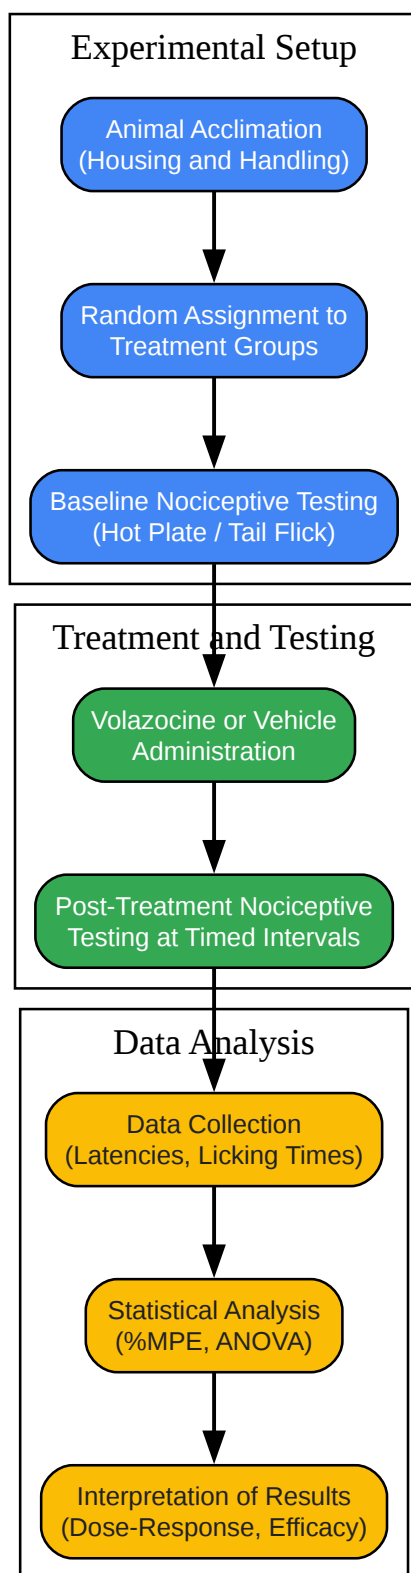 Experimental Setup
Animal Acclimation
(Housing and Handling)
Random Assignment to
Treatment Groups
Baseline Nociceptive Testing
(Hot Plate / Tail Flick)
Treatment and Testing
Volazocine or Vehicle
Administration
Post-Treatment Nociceptive
Testing at Timed Intervals
Data Analysis
Data Collection
(Latencies, Licking Times)
Statistical Analysis
(%MPE, ANOVA)
Interpretation of Results
(Dose-Response, Efficacy)